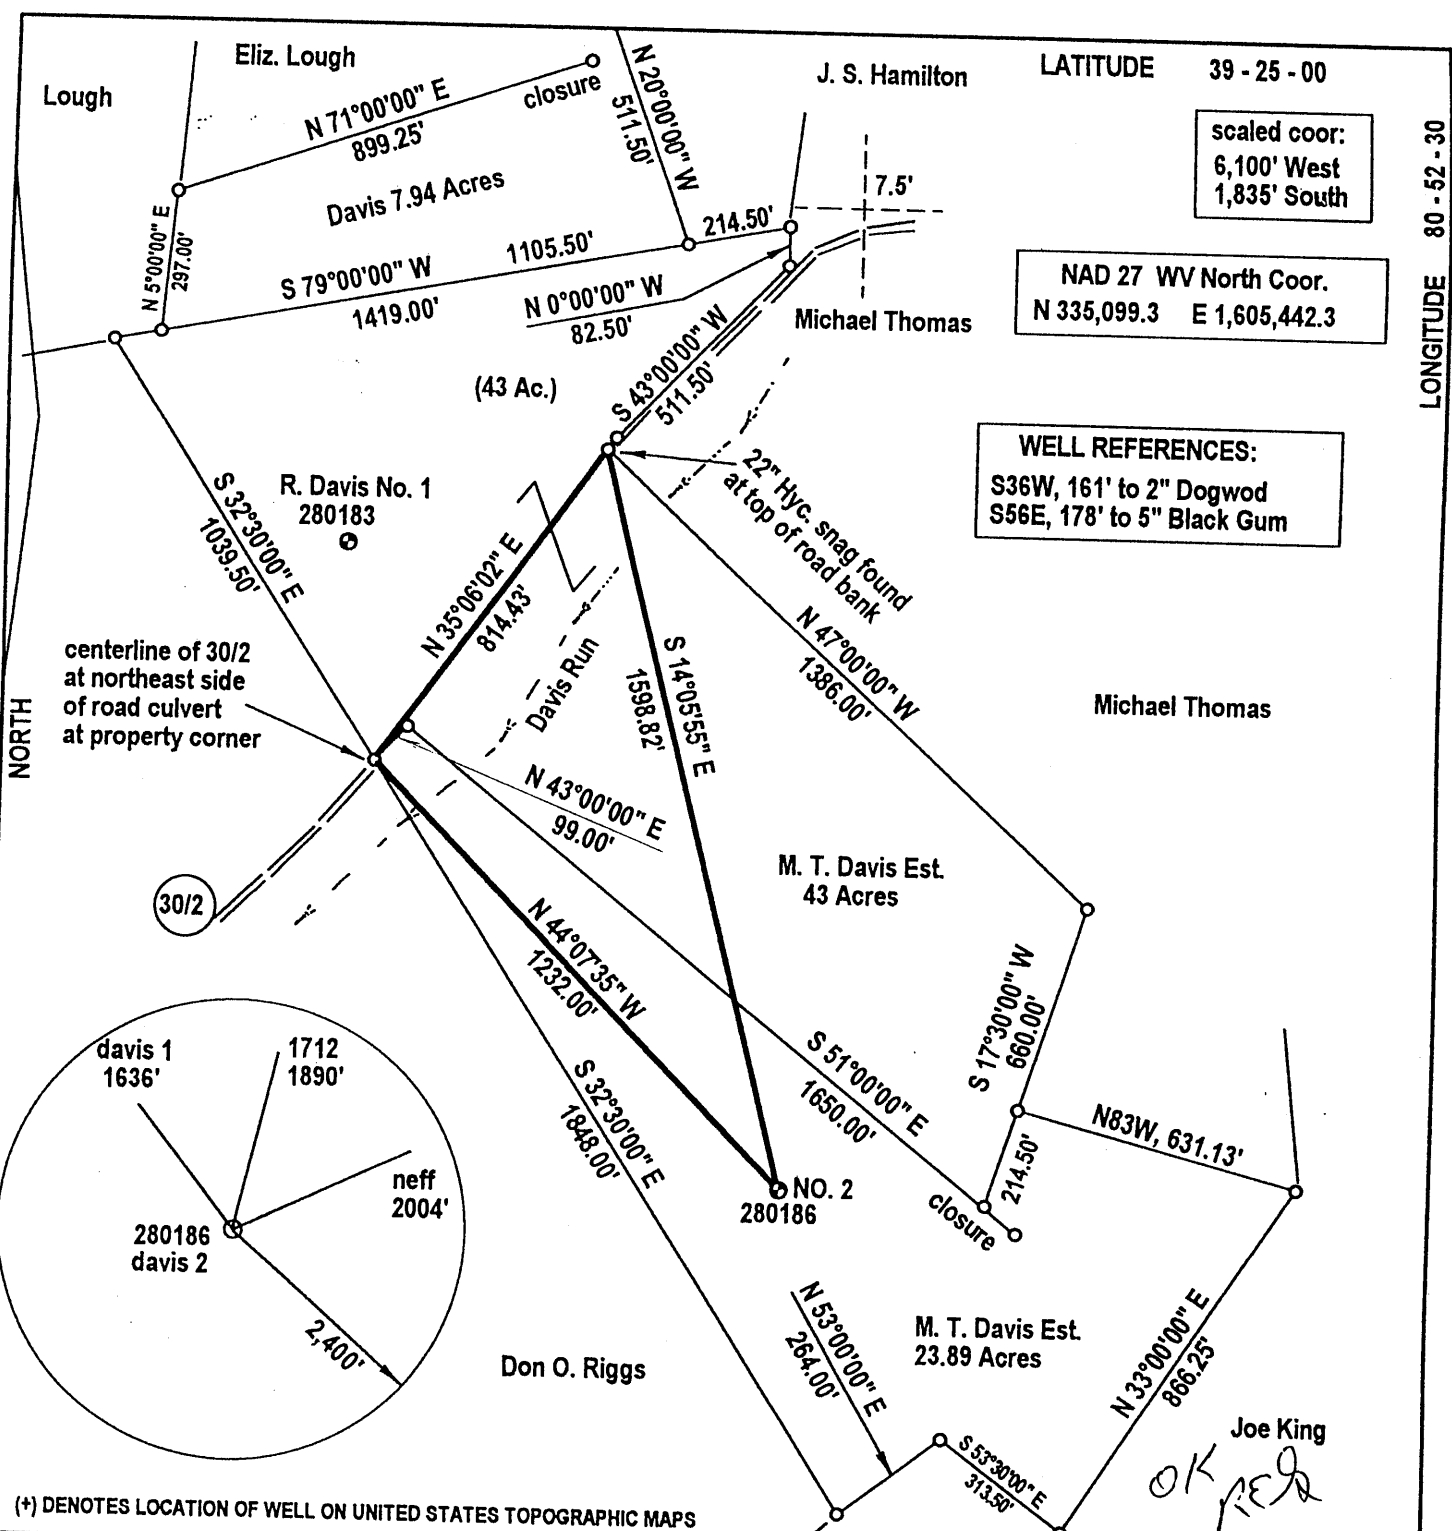 Eliz. Lough
Lough
N 71°00'00" E
899.25'
closure
N 20°00'00" W
511.50'
J. S. Hamilton
LATITUDE 39 - 25 - 00
scaled coor:
6,100' West
1,835' South
LONGITUDE 80 - 52 - 30
7.5'
Davis 7.94 Acres
N 5°00'00" E
297.00'
214.50'
1105.50'
S 79°00'00" W
1419.00'
N 0°00'00" W
82.50'
NAD 27 WV North Coor.
N 335,099.3 E 1,605,442.3
Michael Thomas
(43 Ac.)
S 43°00'00" W
511.50'
WELL REFERENCES:
S36W, 161' to 2" Dogwod
S56E, 178' to 5" Black Gum
22" Hyc. snag found
at top of road bank
R. Davis No. 1
280183
S 32°30'00" E
1039.50'
N 35°06'02" E
814.43'
Davis Run
S 14°05'55" E
1598.82'
N 47°00'00" W
1386.00'
centerline of 30/2
at northeast side
of road culvert
at property corner
NORTH
Michael Thomas
N 43°00'00" E
99.00'
M. T. Davis Est.
43 Acres
30/2
N 44°07'35" W
1232.00'
S 17°30'00" W
660.00'
S 51°00'00" E
1650.00'
S 32°30'00" E
1848.00'
N83W, 631.13'
214.50'
closure
NO. 2
280186
davis 1
1636'
1712
1890'
neff
2004'
280186
davis 2
2,400'
Don O. Riggs
N 53°00'00" E
264.00'
M. T. Davis Est.
23.89 Acres
N 33°00'00" E
866.25'
S 53°30'00" E
313.50'
Joe King
OK
(+) DENOTES LOCATION OF WELL ON UNITED STATES TOPOGRAPHIC MAPS